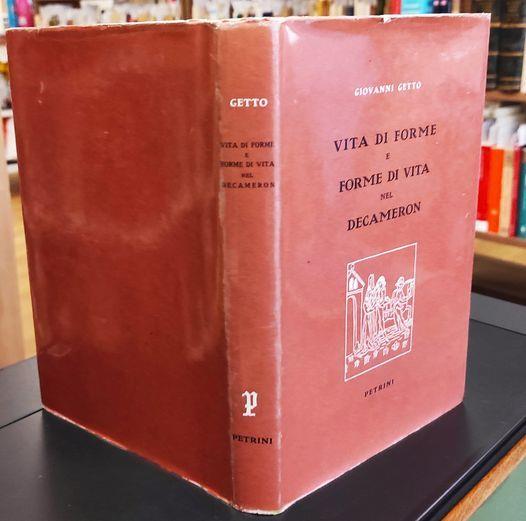 GETTO
VITA DI FORME
E
FORME DI VITA
NEL
DECAMERON
P
PETRINI
GIOVANNI GETTO
VITA DI FORME
E
FORME DI VITA
NEL
DECAMERON
PETRINI